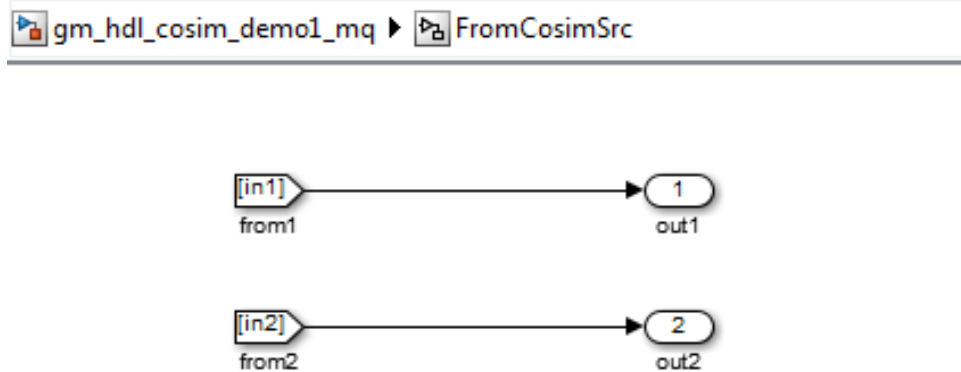 gm_hdl_cosim_demo1_mq FromCosimSrc
[in1] 1
from1 out1
[in2] 2
from2 out2